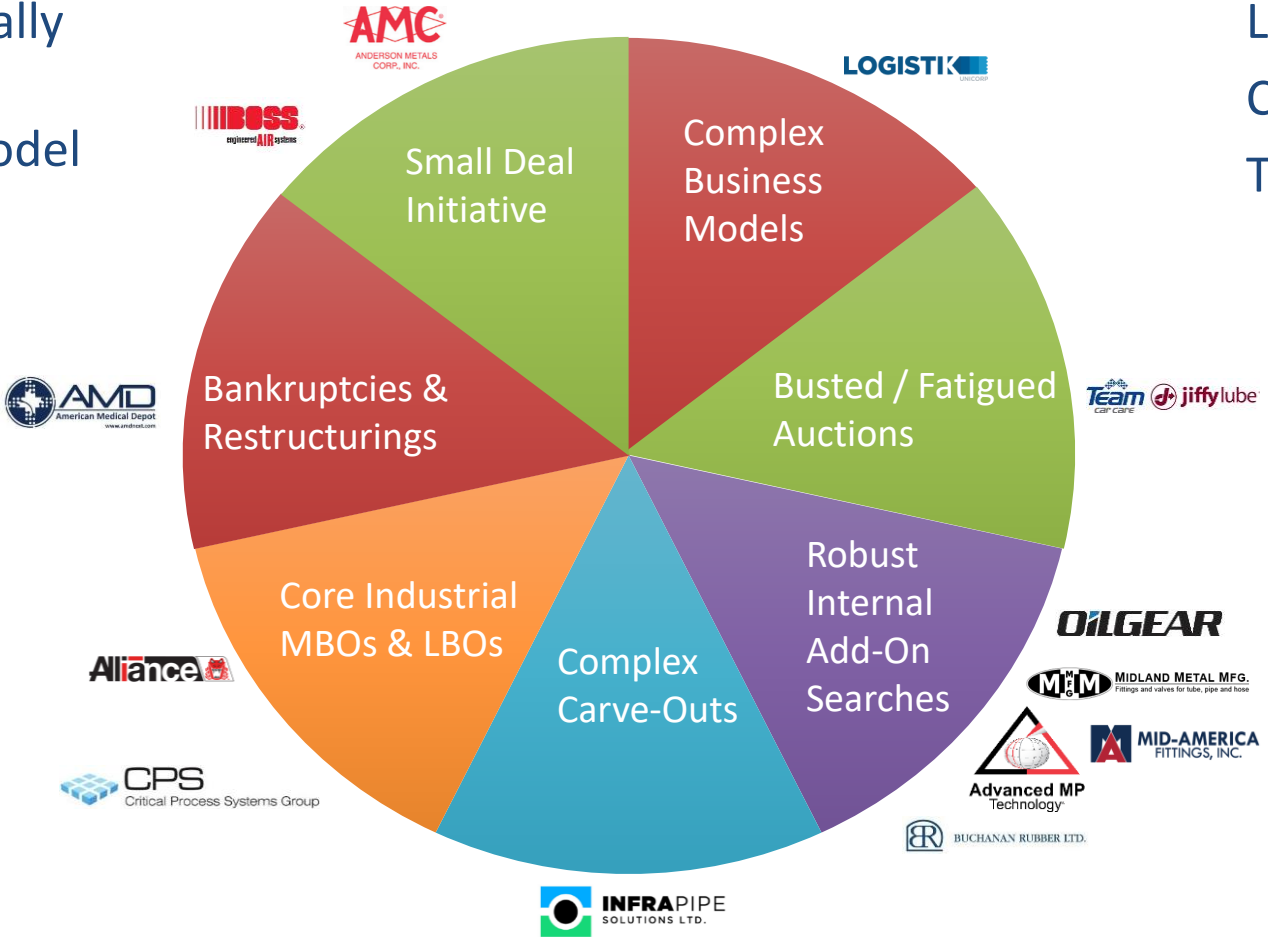 ally
odel
L
C
T
AMC®
ANDERSON METALS
CORP., INC.
LOGISTIK
UNICORP
BOSS®
engineered AIR systems
Complex
Business
Models
Small Deal
Initiative
AMD
American Medical Depot
www.amdnext.com
Bankruptcies &
Restructurings
Busted / Fatigued
Auctions
Team
car care
jiffy lube
Robust
Internal
Add-On
Searches
Core Industrial
MBOs & LBOs
Complex
Carve-Outs
OILGEAR
Alliance
M MFG M MIDLAND METAL MFG.
Fittings and valves for tube, pipe and hose
MID-AMERICA
FITTINGS, INC.
Advanced MP
Technology
CPS
Critical Process Systems Group
BR BUCHANAN RUBBER LTD.
INFRAPIPE
SOLUTIONS LTD.